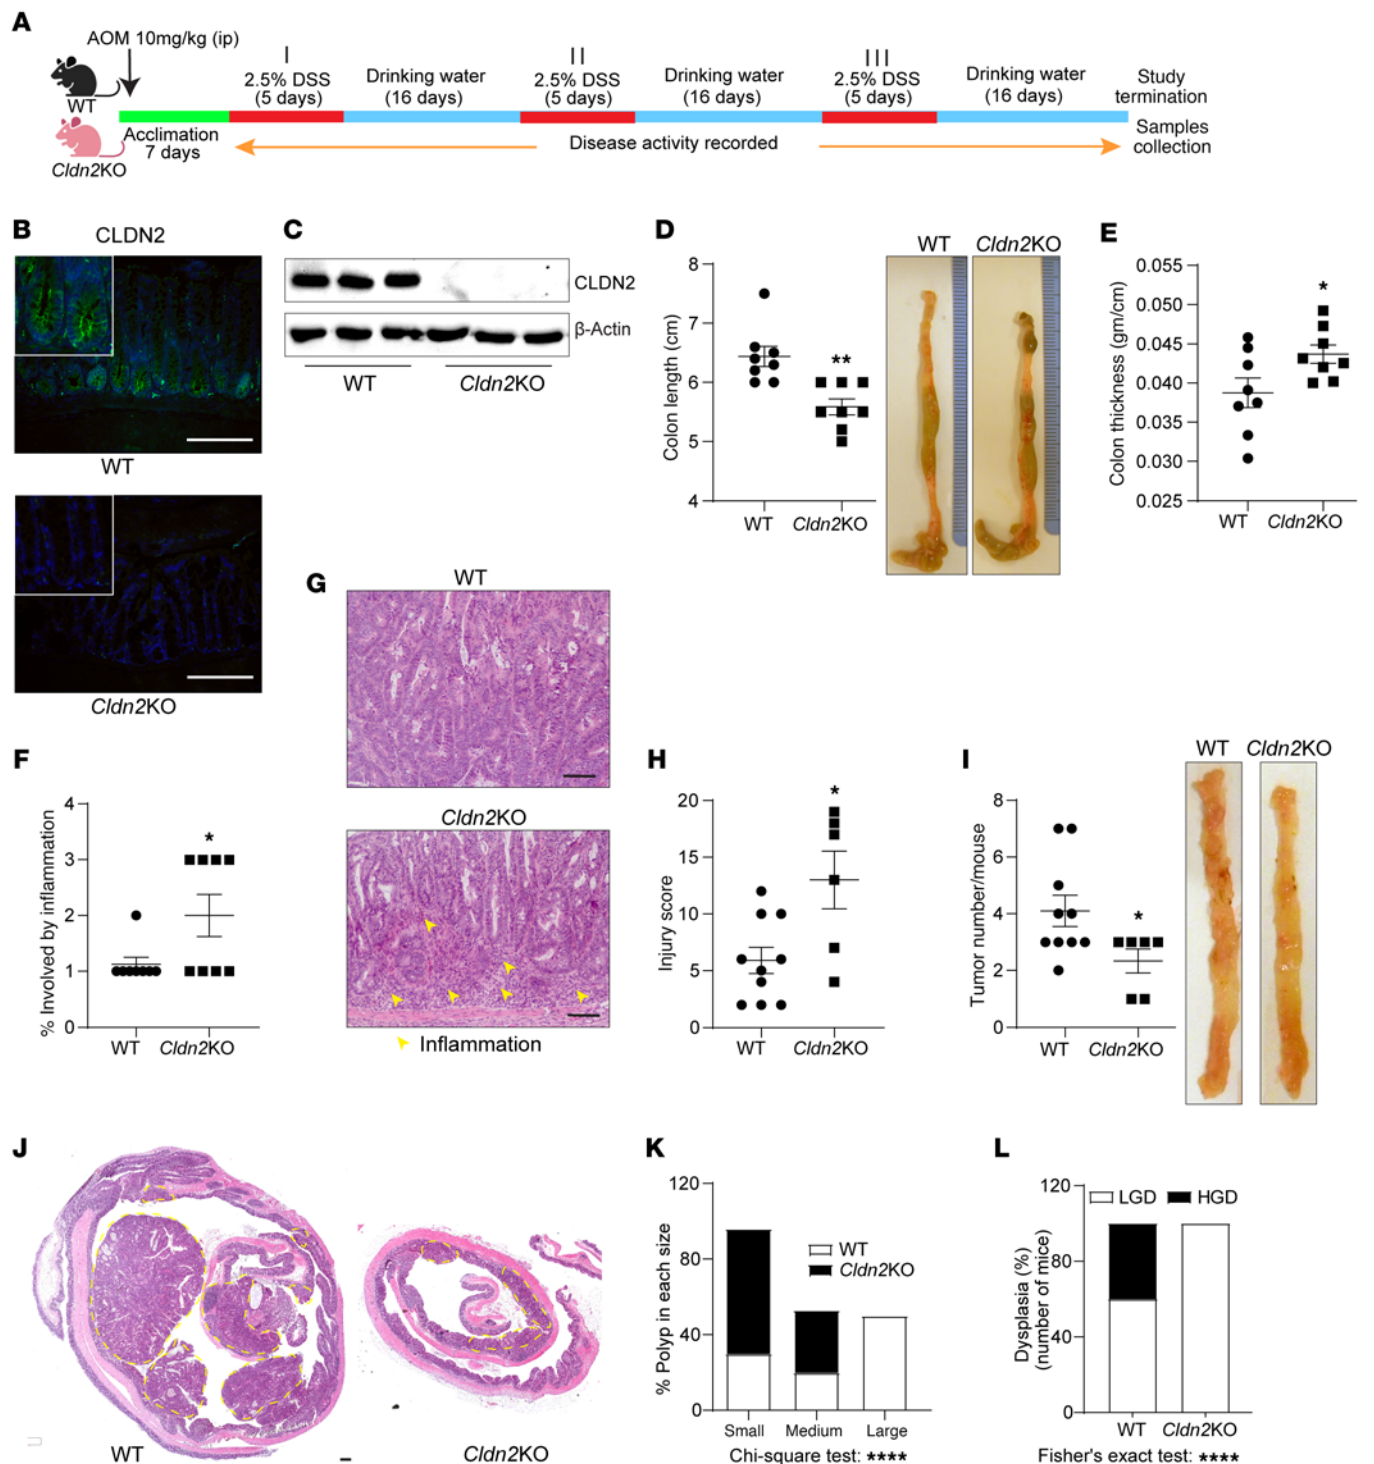 A
AOM 10mg/kg (ip)
WT
Cldn2KO
Acclimation
7 days
I
2.5% DSS
(5 days)
Drinking water
(16 days)
II
2.5% DSS
(5 days)
Drinking water
(16 days)
III
2.5% DSS
(5 days)
Drinking water
(16 days)
Disease activity recorded
Study
termination
Samples
collection
B
CLDN2
WT
Cldn2KO
C
CLDN2
β-Actin
WT
Cldn2KO
D
Colon length (cm)
8
7
6
5
4
**
WT
Cldn2KO
WT
Cldn2KO
E
Colon thickness (gm/cm)
0.055
0.050
0.045
0.040
0.035
0.030
0.025
*
WT
Cldn2KO
F
% Involved by inflammation
4
3
2
1
0
*
WT
Cldn2KO
G
WT
Cldn2KO
Inflammation
H
Injury score
20
15
10
5
0
*
WT
Cldn2KO
I
Tumor number/mouse
8
6
4
2
0
*
WT
Cldn2KO
WT
Cldn2KO
J
WT
Cldn2KO
K
% Polyp in each size
120
80
40
0
WT
Cldn2KO
Small
Medium
Large
Chi-square test: ****
L
Dysplasia (%)
(number of mice)
120
80
40
0
LGD
HGD
WT
Cldn2KO
Fisher's exact test: ****